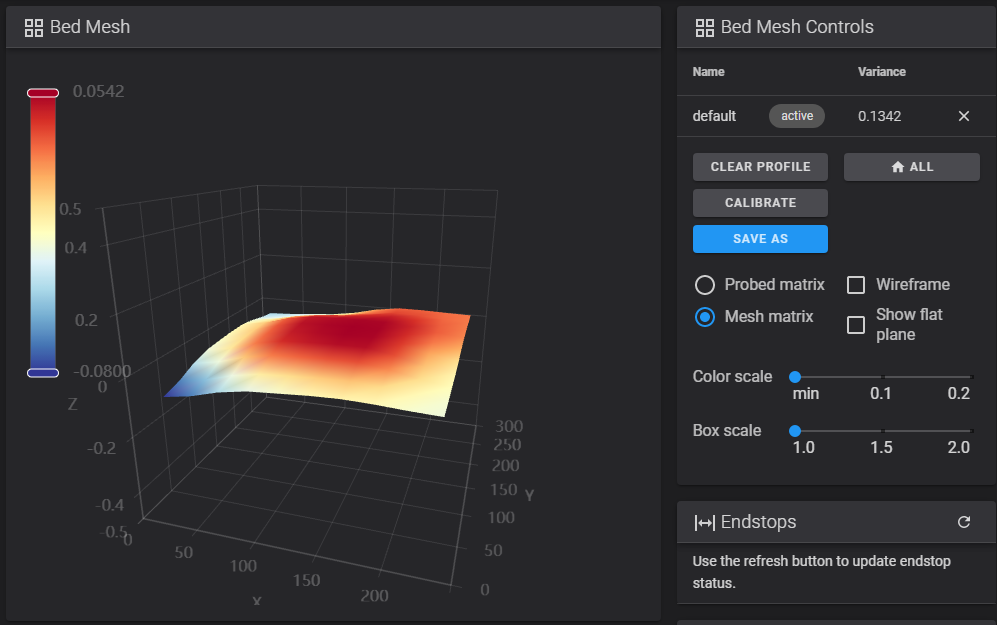 Bed Mesh
0.0542
-0.0800
0.5
0.4
0.2
0
Z
-0.2
-0.4
-0.5
0
50
100
150
200
X
300
250
200
150
Y
100
50
0
Bed Mesh Controls
Name Variance
default active 0.1342
CLEAR PROFILE ALL
CALIBRATE
SAVE AS
Probed matrix Wireframe
Mesh matrix Show flat
plane
Color scale
min 0.1 0.2
Box scale
1.0 1.5 2.0
Endstops
Use the refresh button to update endstop
status.